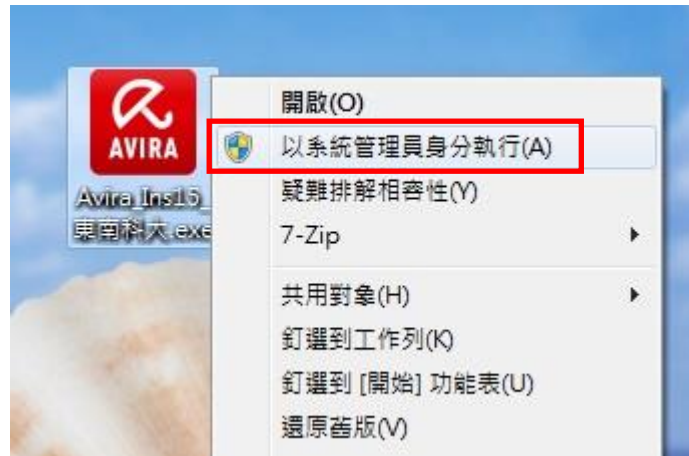 AVIRA
Avira_Ins15_
東南科大.exe
開啟(O)
以系統管理員身分執行(A)
疑難排解相容性(Y)
7-Zip
共用對象(H)
釘選到工作列(K)
釘選到 [開始] 功能表(U)
還原舊版(V)